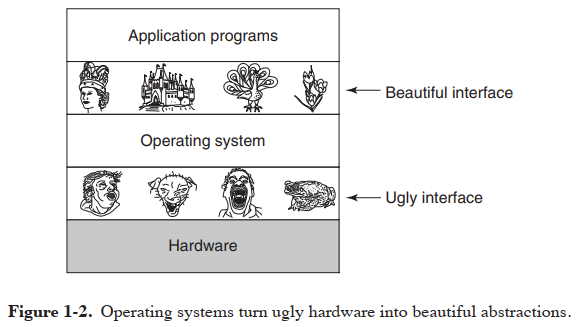 Application programs
Beautiful interface
Operating system
Ugly interface
Hardware
Figure 1-2. Operating systems turn ugly hardware into beautiful abstractions.